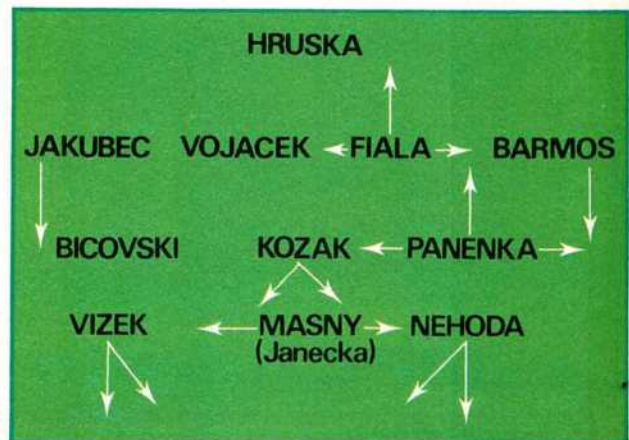 HRUSKA
JAKUBEC VOJACEK FIALA BARMOS
BICOVSKI KOZAK PANENKA
VIZEK MASNY NEHODA
(Janecka)